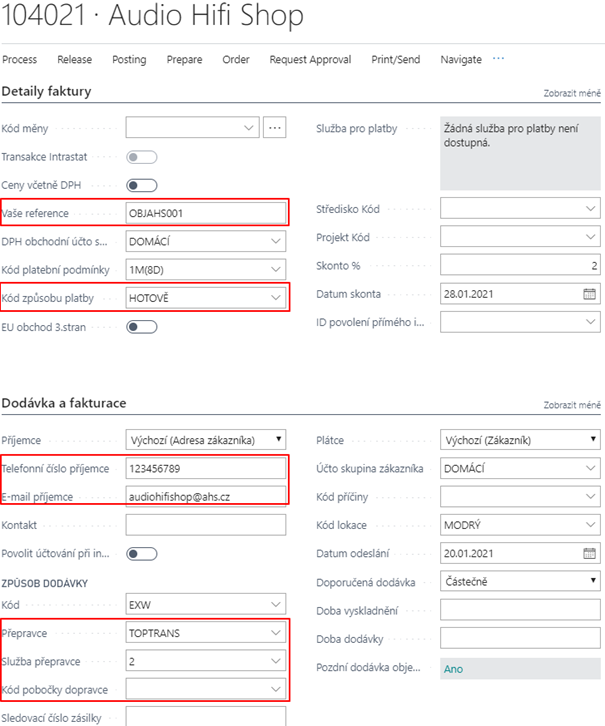 104021 · Audio Hifi Shop
Process Release Posting Prepare Order Request Approval Print/Send Navigate ...
Detaily faktury Zobrazit méně
Kód měny
Transakce Intrastat
Ceny včetně DPH
Vaše reference OBJAHS001
DPH obchodní účto s... DOMÁCÍ
Kód platební podmínky 1M(8D)
Kód způsobu platby HOTOVĚ
EU obchod 3.stran
Služba pro platby Žádná služba pro platby není
dostupná.
Středisko Kód
Projekt Kód
Skonto % 2
Datum skonta 28.01.2021
ID povolení přímého i...
Dodávka a fakturace Zobrazit méně
Příjemce Výchozí (Adresa zákazníka)
Telefonní číslo příjemce 123456789
E-mail příjemce audiohifishop@ahs.cz
Kontakt
Povolit účtování při in...
ZPŮSOB DODÁVKY
Kód EXW
Přepravce TOPTRANS
Služba přepravce 2
Kód pobočky dopravce
Sledovací číslo zásilky
Plátce Výchozí (Zákazník)
Účto skupina zákazníka DOMÁCÍ
Kód příčiny
Kód lokace MODRÝ
Datum odeslání 20.01.2021
Doporučená dodávka Částečně
Doba vyskladnění
Doba dodávky
Pozdní dodávka obje... Ano